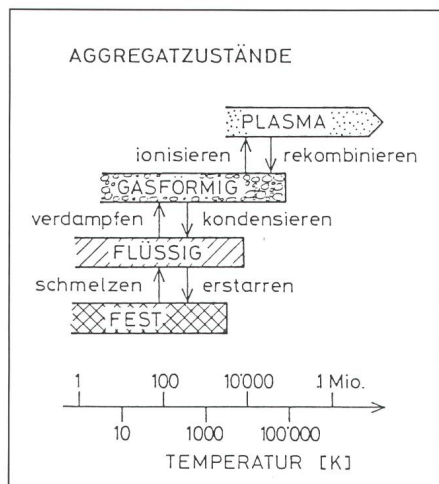 AGGREGATZUSTÄNDE
PLASMA
ionisieren rekombinieren
GASFÖRMIG
verdampfen kondensieren
FLÜSSIG
schmelzen erstarren
FEST
1 100 10'000 1 Mio.
10 1000 100'000
TEMPERATUR [K]